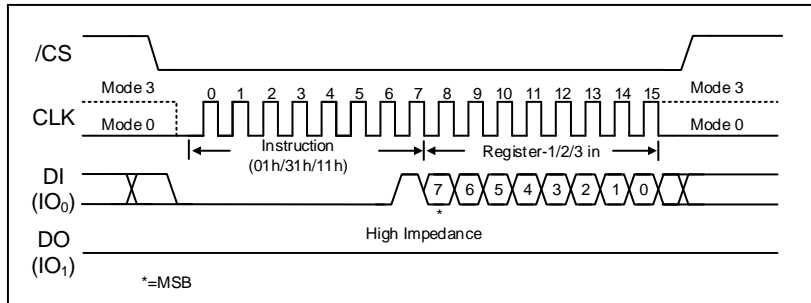 /CS
Mode 3 0 1 2 3 4 5 6 7 8 9 10 11 12 13 14 15 Mode 3
CLK
Mode 0 Instruction Register-1/2/3 in Mode 0
(01h/31h/11h)
DI
(IO0) 7 6 5 4 3 2 1 0
*
High Impedance
DO
(IO1)
*=MSB